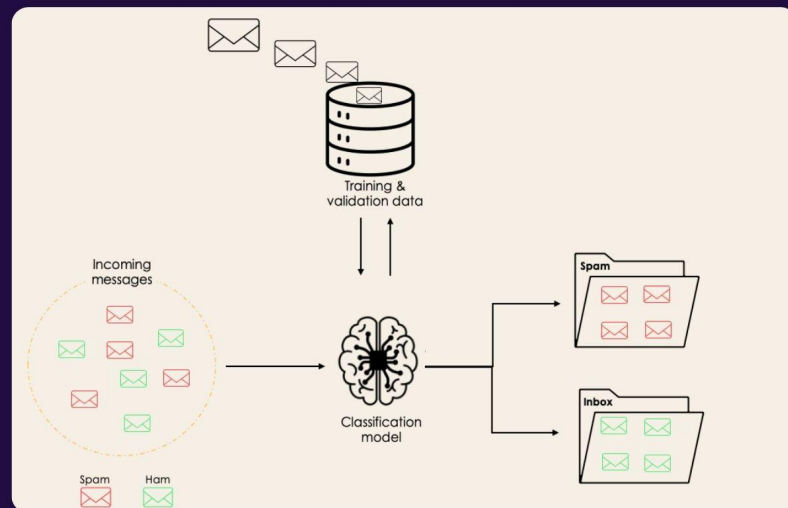 Training &
validation data
Incoming
messages
Spam
Classification
model
Inbox
Spam
Ham